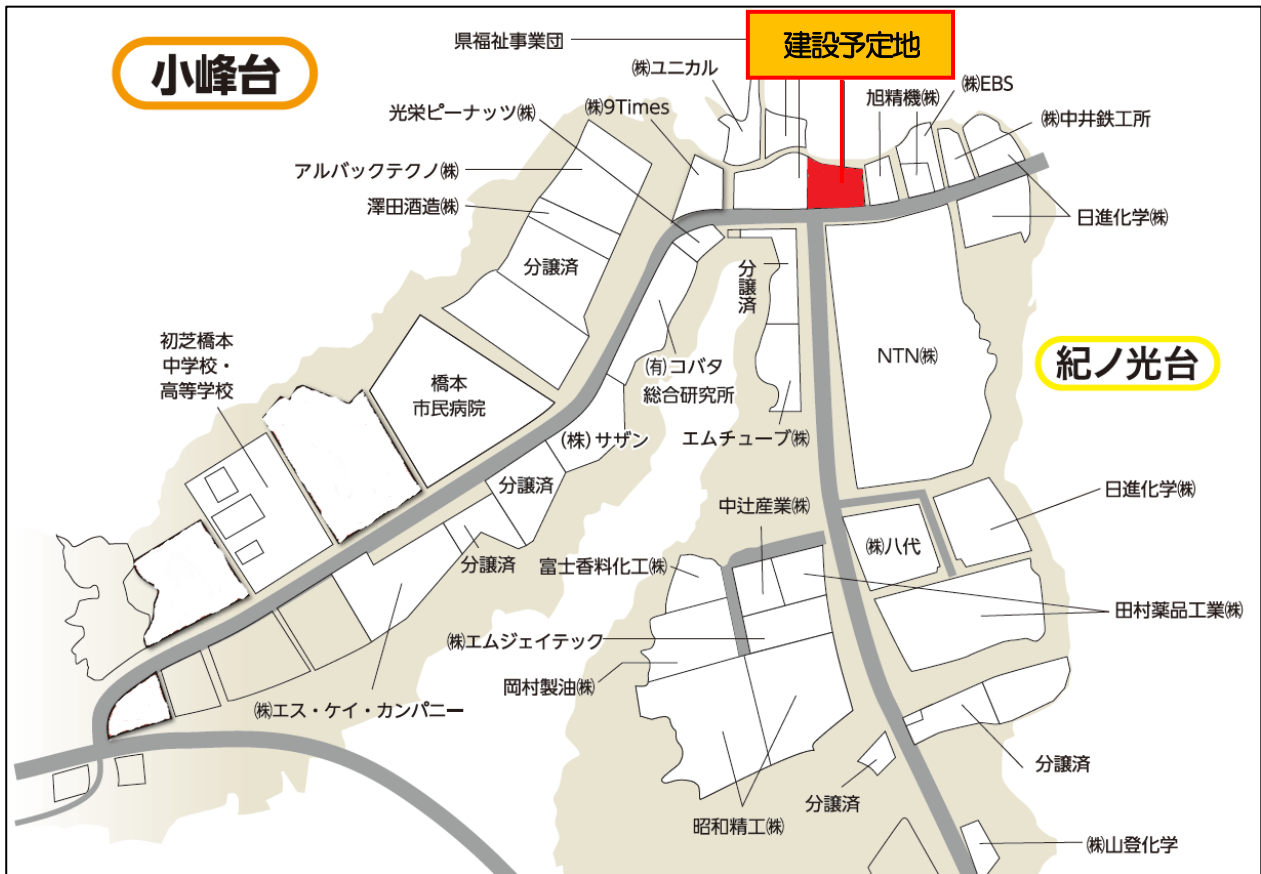 小峰台
県福祉事業団
建設予定地
㈱ユニカル
光栄ピーナッツ㈱
㈱9Times
旭精機㈱
㈱EBS
㈱中井鉄工所
アルバックテクノ㈱
澤田酒造㈱
日進化学㈱
分譲済
分譲済
初芝橋本
中学校・
高等学校
橋本
市民病院
㈲コバタ
総合研究所
NTN㈱
紀ノ光台
(株)サザン
エムチューブ㈱
分譲済
中辻産業㈱
日進化学㈱
分譲済
富士香料化工㈱
㈱八代
田村薬品工業㈱
㈱エムジェイテック
岡村製油㈱
㈱エス・ケイ・カンパニー
分譲済
分譲済
昭和精工㈱
㈱山登化学